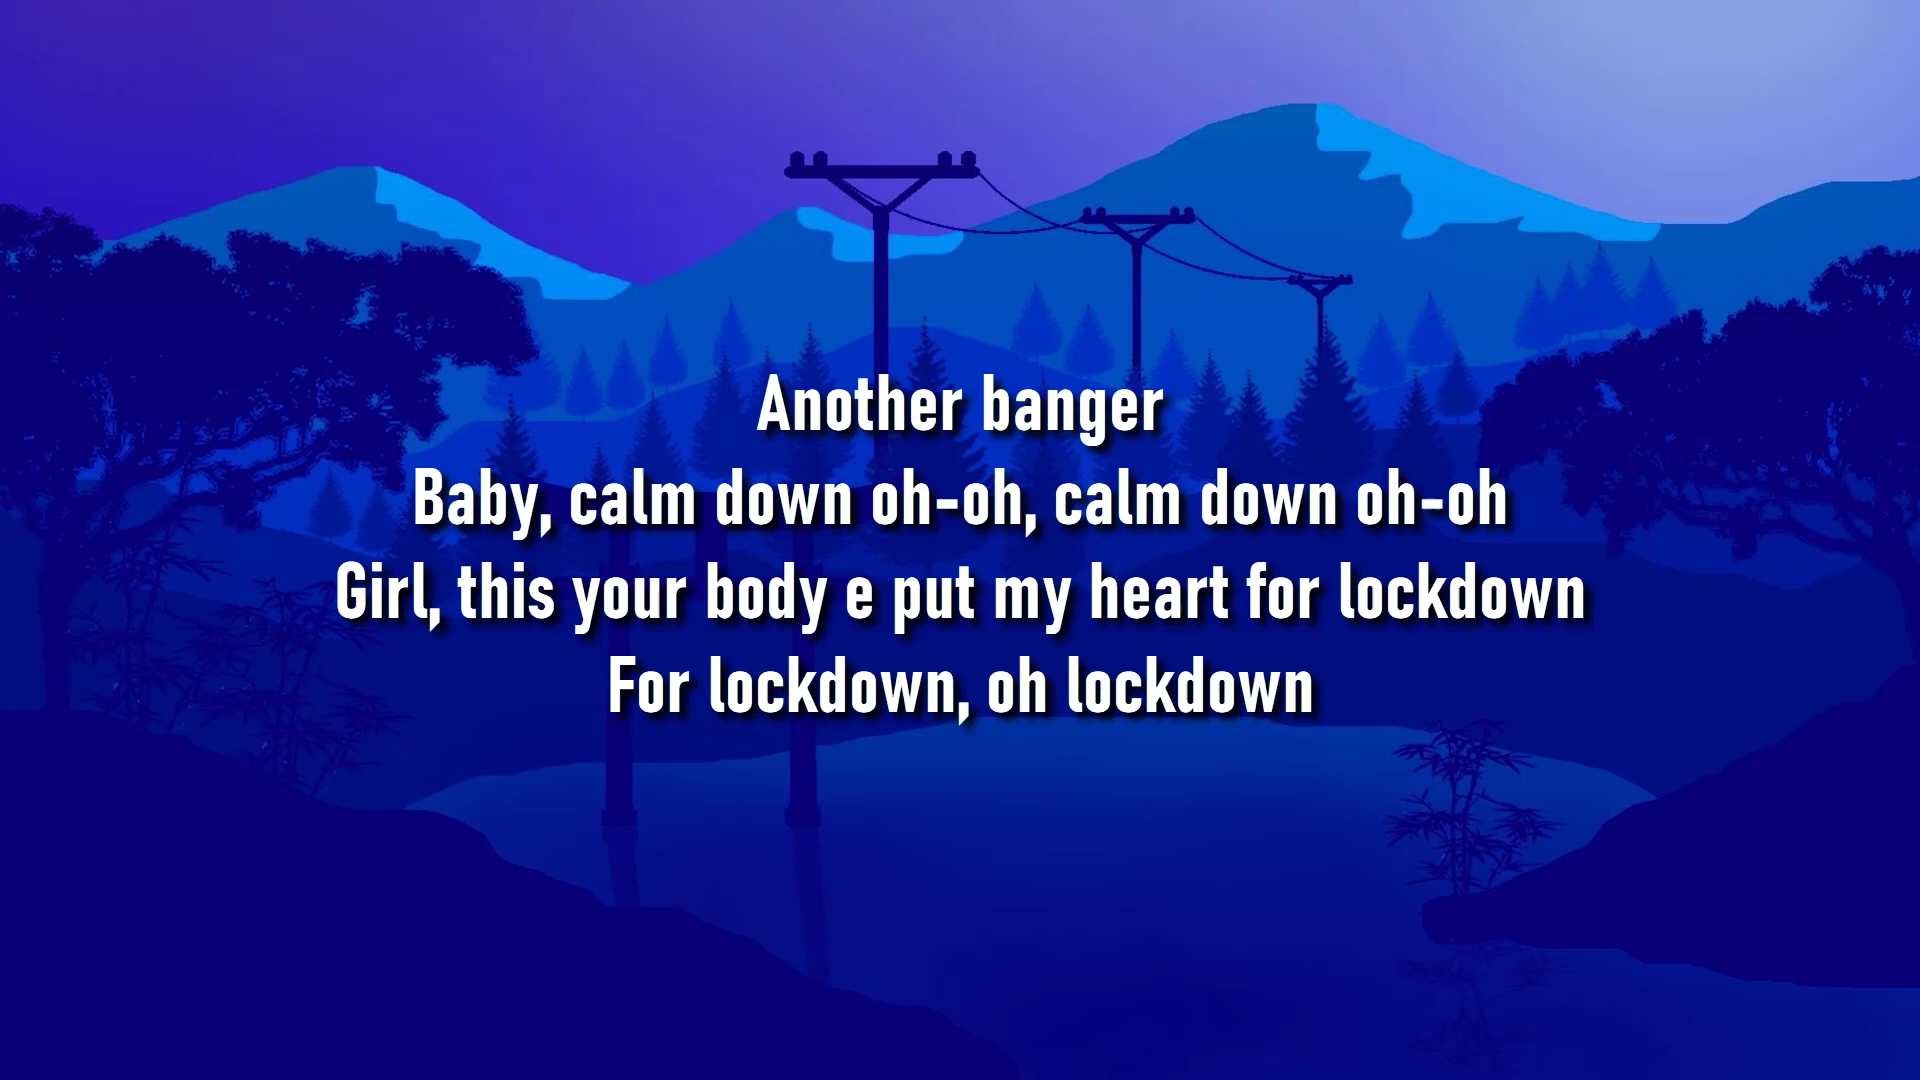 Another banger
Baby, calm down oh-oh, calm down oh-oh
Girl, this your body e put my heart for lockdown
For lockdown, oh lockdown